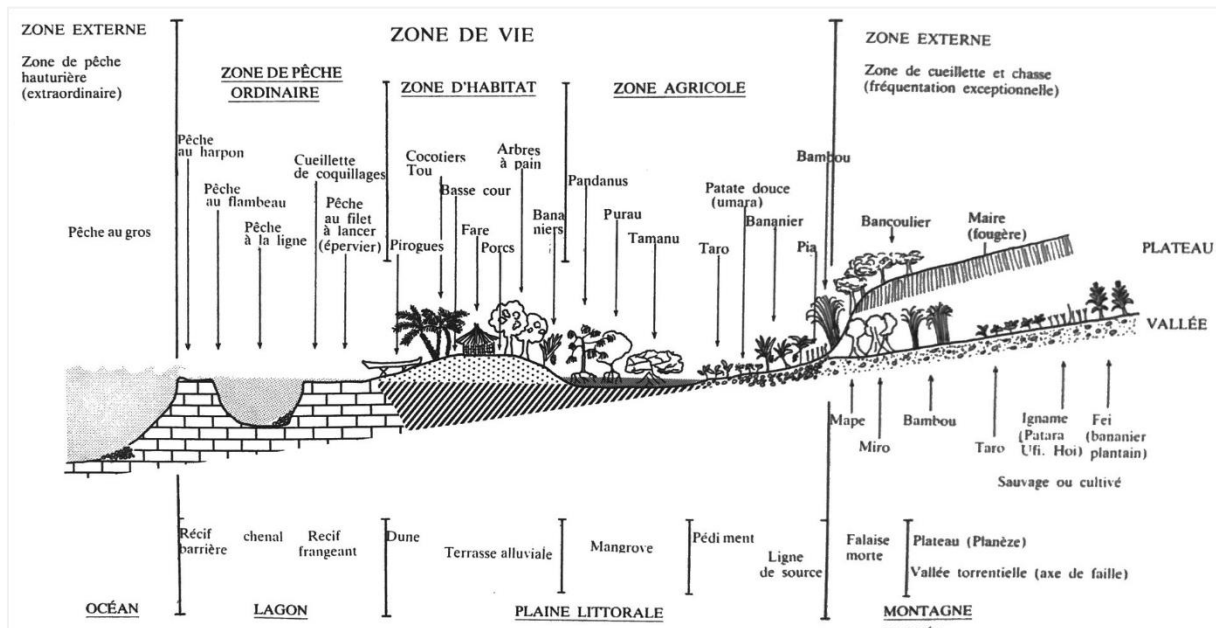 ZONE EXTERNE
Zone de pêche
hauturière
(extraordinaire)
ZONE DE VIE
ZONE DE PÊCHE
ORDINAIRE
ZONE D'HABITAT
ZONE AGRICOLE
ZONE EXTERNE
Zone de cueillette et chasse
(fréquentation exceptionnelle)
Pêche au gros
Pêche
au harpon
Pêche
au flambeau
Pêche
à la ligne
Cueillette
de coquillages
Pêche
au filet
à lancer
(épervier)
Pirogues
Cocotiers
Tou
Basse cour
Fare
Porcs
Arbres
à pain
Bana
niers
Pandanus
Purau
Tamanu
Taro
Patate douce
(umara)
Bananier
Pia
Bambou
Bancoulier
Maire
(fougère)
PLATEAU
VALLÉE
Mape
Miro
Bambou
Taro
Igname
(Patara
Ufi. Hoi)
Fei
(bananier
plantain)
Sauvage ou cultivé
Récif
barrière
chenal
Recif
frangeant
Dune
Terrasse alluviale
Mangrove
Pédi ment
Ligne
de source
Falaise
morte
Plateau (Planèze)
Vallée torrentielle (axe de faille)
OCÉAN
LAGON
PLAINE LITTORALE
MONTAGNE